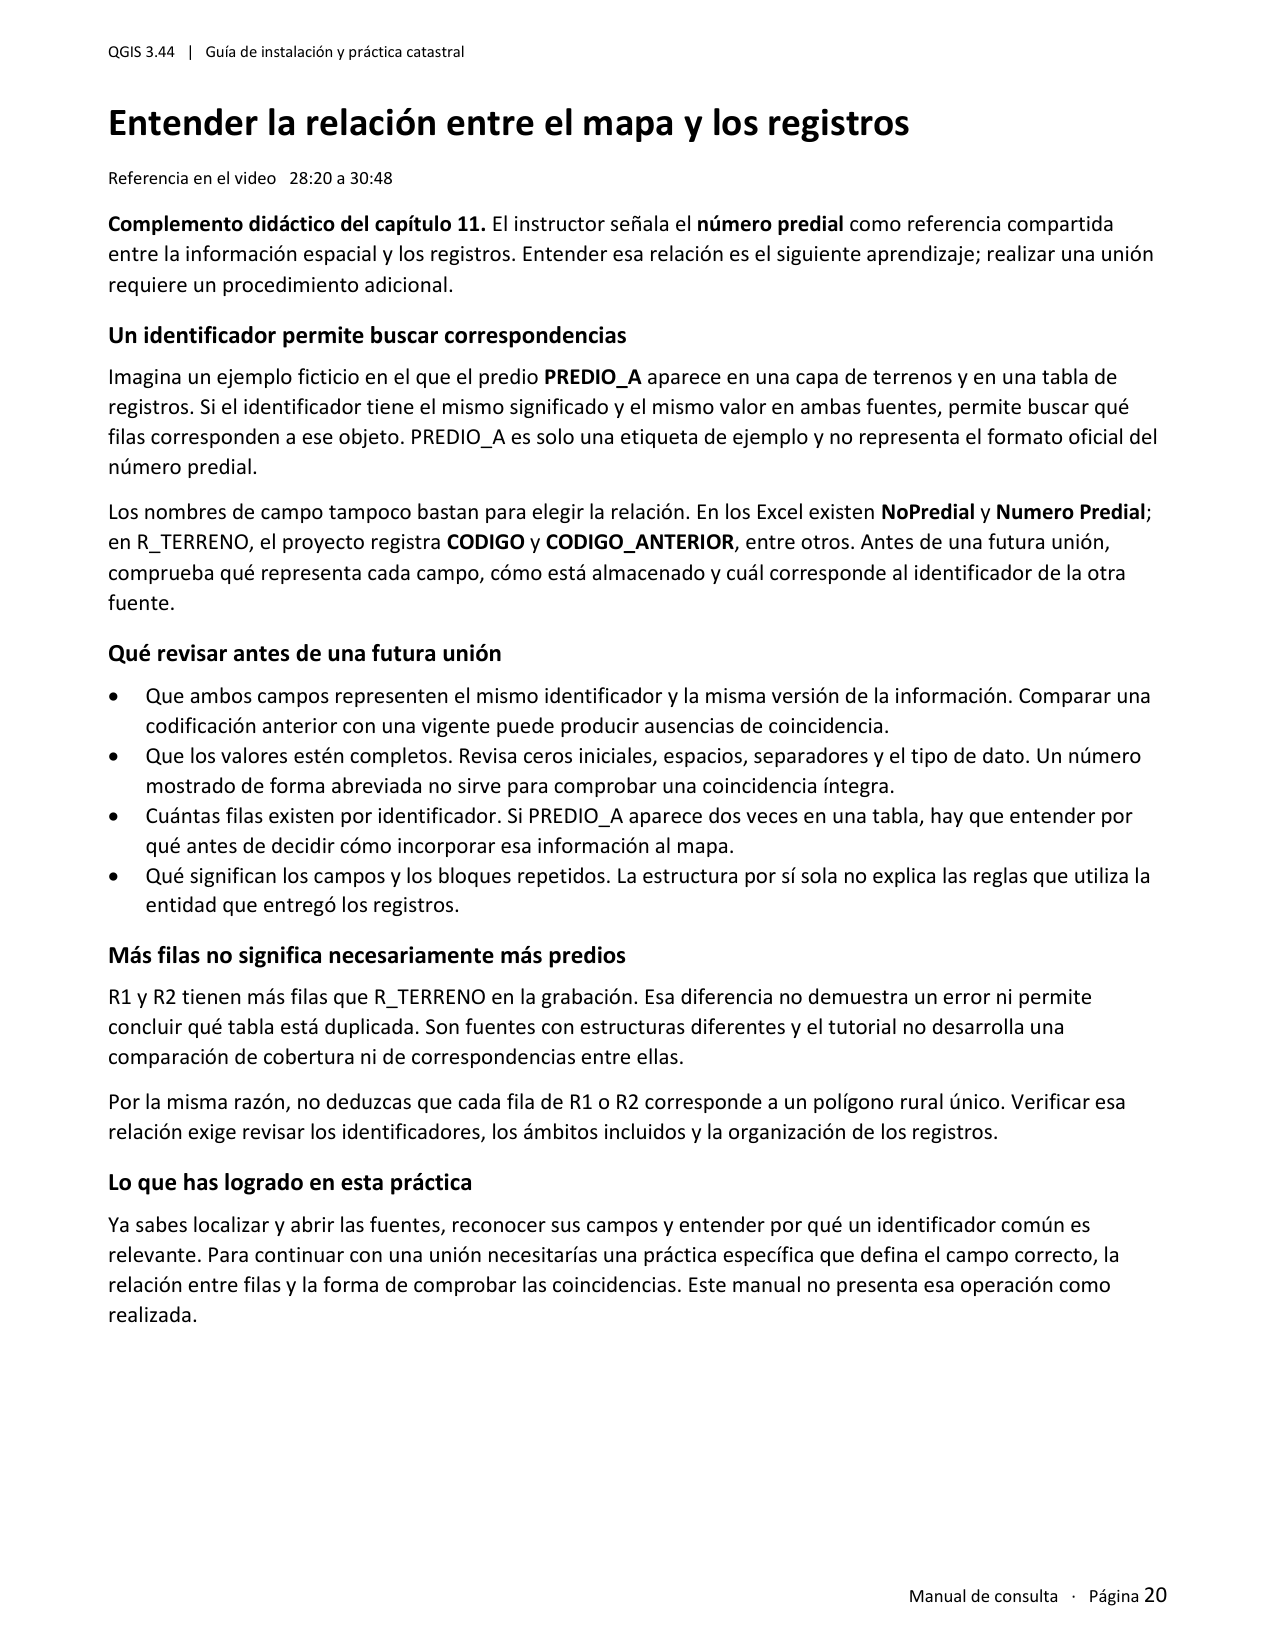 QGIS 3.44 | Guía de instalación y práctica catastral
Entender la relación entre el mapa y los registros
Referencia en el video 28:20 a 30:48
Complemento didáctico del capítulo 11. El instructor señala el número predial como referencia compartida
entre la información espacial y los registros. Entender esa relación es el siguiente aprendizaje; realizar una unión
requiere un procedimiento adicional.
Un identificador permite buscar correspondencias
Imagina un ejemplo ficticio en el que el predio PREDIO_A aparece en una capa de terrenos y en una tabla de
registros. Si el identificador tiene el mismo significado y el mismo valor en ambas fuentes, permite buscar qué
filas corresponden a ese objeto. PREDIO_A es solo una etiqueta de ejemplo y no representa el formato oficial del
número predial.
Los nombres de campo tampoco bastan para elegir la relación. En los Excel existen NoPredial y Numero Predial;
en R_TERRENO, el proyecto registra CODIGO y CODIGO_ANTERIOR, entre otros. Antes de una futura unión,
comprueba qué representa cada campo, cómo está almacenado y cuál corresponde al identificador de la otra
fuente.
Qué revisar antes de una futura unión
• Que ambos campos representen el mismo identificador y la misma versión de la información. Comparar una
codificación anterior con una vigente puede producir ausencias de coincidencia.
• Que los valores estén completos. Revisa ceros iniciales, espacios, separadores y el tipo de dato. Un número
mostrado de forma abreviada no sirve para comprobar una coincidencia íntegra.
• Cuántas filas existen por identificador. Si PREDIO_A aparece dos veces en una tabla, hay que entender por
qué antes de decidir cómo incorporar esa información al mapa.
• Qué significan los campos y los bloques repetidos. La estructura por sí sola no explica las reglas que utiliza la
entidad que entregó los registros.
Más filas no significa necesariamente más predios
R1 y R2 tienen más filas que R_TERRENO en la grabación. Esa diferencia no demuestra un error ni permite
concluir qué tabla está duplicada. Son fuentes con estructuras diferentes y el tutorial no desarrolla una
comparación de cobertura ni de correspondencias entre ellas.
Por la misma razón, no deduzcas que cada fila de R1 o R2 corresponde a un polígono rural único. Verificar esa
relación exige revisar los identificadores, los ámbitos incluidos y la organización de los registros.
Lo que has logrado en esta práctica
Ya sabes localizar y abrir las fuentes, reconocer sus campos y entender por qué un identificador común es
relevante. Para continuar con una unión necesitarías una práctica específica que defina el campo correcto, la
relación entre filas y la forma de comprobar las coincidencias. Este manual no presenta esa operación como
realizada.
Manual de consulta · Página 20